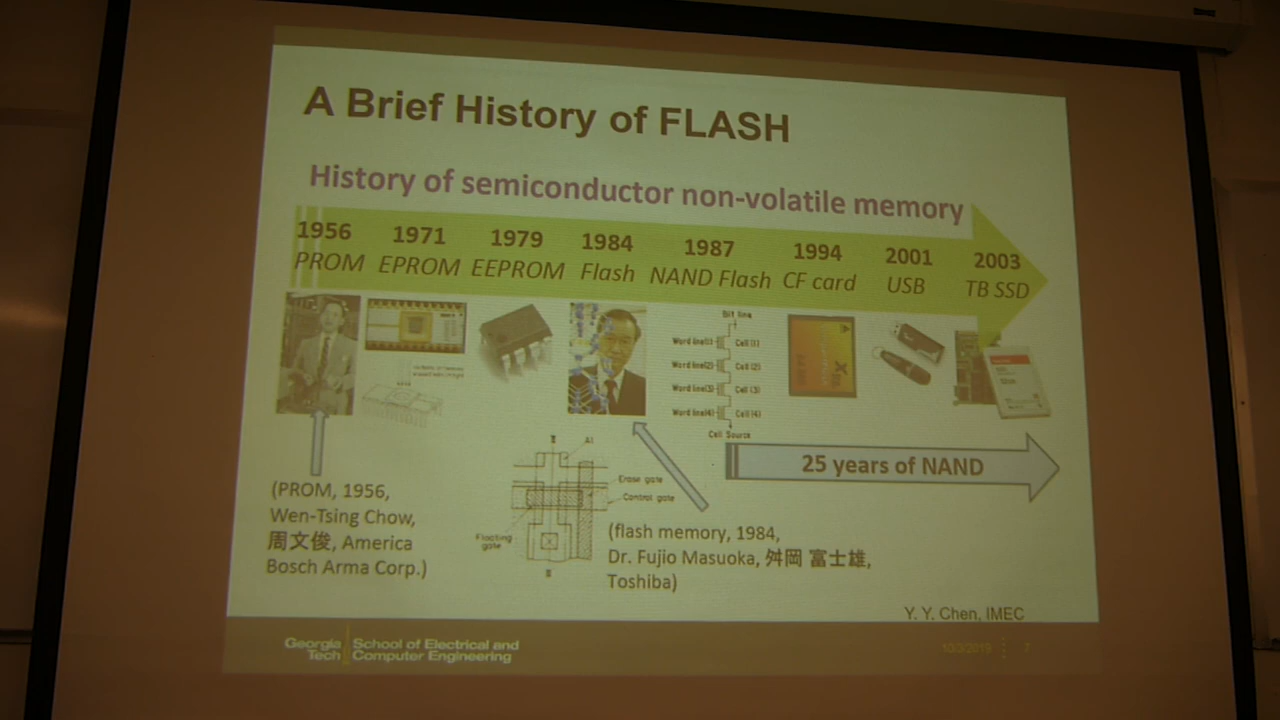 A Brief History of FLASH
History of semiconductor non-volatile memory
1956 1971 1979 1984 1987 1994 2001 2003
PROM EPROM EEPROM Flash NAND Flash CF card USB TB SSD
Bit line
Word line(1) Cell (1)
Word line(2) Cell (2)
Word line(3) Cell (3)
Word line(4) Cell (4)
Cell Source
25 years of NAND
(PROM, 1956,
Wen-Tsing Chow,
周文俊, America
Bosch Arma Corp.)
Al
Erase gate
Control gate
Floating
gate
(flash memory, 1984,
Dr. Fujio Masuoka, 舛岡 富士雄,
Toshiba)
Y. Y. Chen, IMEC
Georgia
Tech
School of Electrical and
Computer Engineering
10/3/2019 7